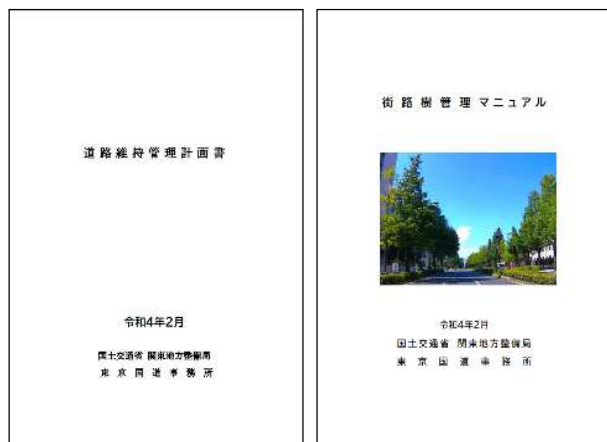 道路維持管理計画書
令和4年2月
国土交通省 関東地方整備局
東京国道事務所
街路樹管理マニュアル
令和4年2月
国土交通省 関東地方整備局
東京国道事務所